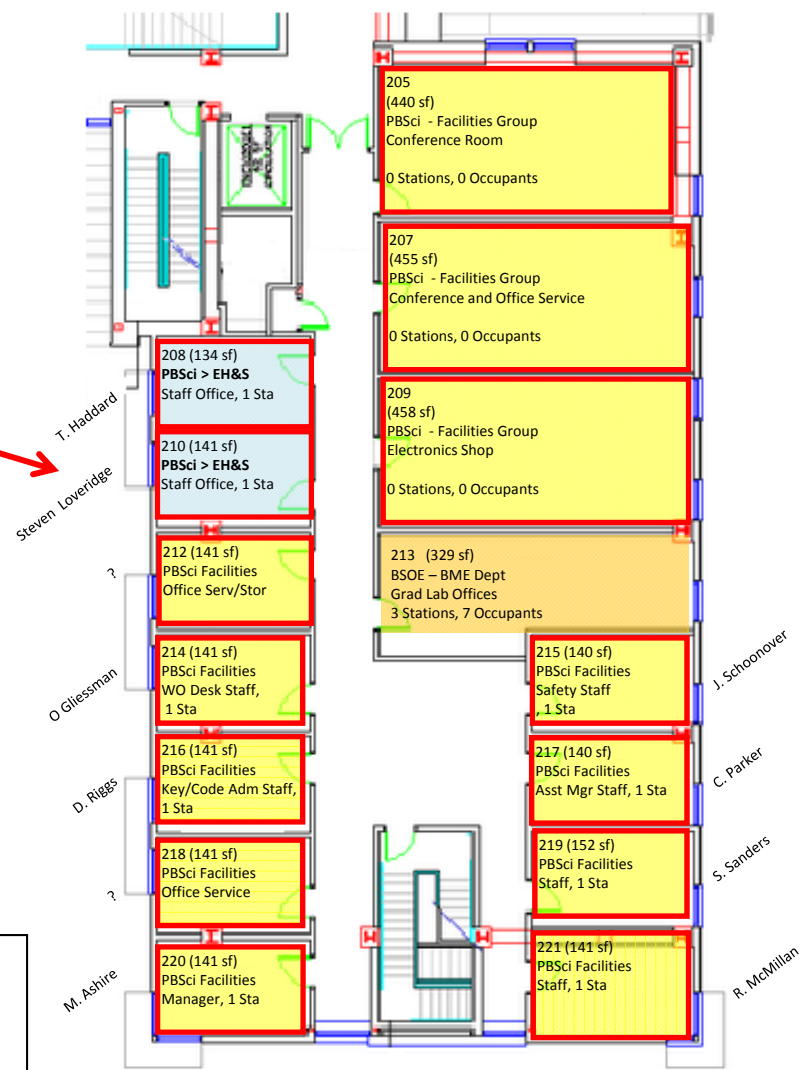 205
(440 sf)
PBSci - Facilities Group
Conference Room
0 Stations, 0 Occupants
207
(455 sf)
PBSci - Facilities Group
Conference and Office Service
0 Stations, 0 Occupants
208 (134 sf)
PBSci > EH&S
Staff Office, 1 Sta
T. Haddard
210 (141 sf)
PBSci > EH&S
Staff Office, 1 Sta
Steven Loveridge
209
(458 sf)
PBSci - Facilities Group
Electronics Shop
0 Stations, 0 Occupants
212 (141 sf)
PBSci Facilities
Office Serv/Stor
?
213 (329 sf)
BSOE – BME Dept
Grad Lab Offices
3 Stations, 7 Occupants
214 (141 sf)
PBSci Facilities
WO Desk Staff,
1 Sta
O Gliessman
215 (140 sf)
PBSci Facilities
Safety Staff
, 1 Sta
J. Schoonover
216 (141 sf)
PBSci Facilities
Key/Code Adm Staff,
1 Sta
D. Riggs
217 (140 sf)
PBSci Facilities
Asst Mgr Staff, 1 Sta
C. Parker
218 (141 sf)
PBSci Facilities
Office Service
?
219 (152 sf)
PBSci Facilities
Staff, 1 Sta
S. Sanders
220 (141 sf)
PBSci Facilities
Manager, 1 Sta
M. Ashire
221 (141 sf)
PBSci Facilities
Staff, 1 Sta
R. McMillan